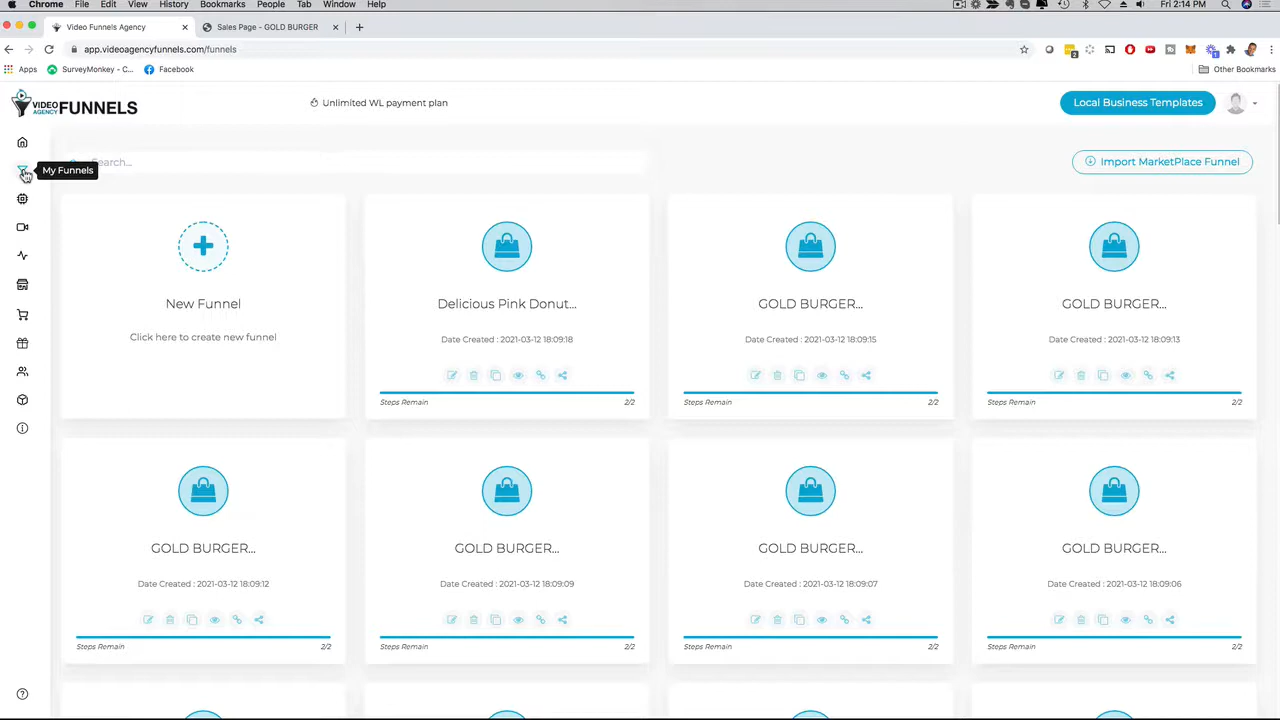 Chrome File Edit View History Bookmarks People Tab Window Help
Fri 2:14 PM
Video Funnels Agency
Sales Page - GOLD BURGER
app.videoagencyfunnels.com/funnels
2
1
Apps
SurveyMonkey - C...
Facebook
Other Bookmarks
VIDEO AGENCY FUNNELS
Unlimited WL payment plan
Local Business Templates
My Funnels
Search...
Import MarketPlace Funnel
New Funnel
Click here to create new funnel
Delicious Pink Donut...
Date Created : 2021-03-12 18:09:18
Steps Remain 2/2
GOLD BURGER...
Date Created : 2021-03-12 18:09:15
Steps Remain 2/2
GOLD BURGER...
Date Created : 2021-03-12 18:09:13
Steps Remain 2/2
GOLD BURGER...
Date Created : 2021-03-12 18:09:12
Steps Remain 2/2
GOLD BURGER...
Date Created : 2021-03-12 18:09:09
Steps Remain 2/2
GOLD BURGER...
Date Created : 2021-03-12 18:09:07
Steps Remain 2/2
GOLD BURGER...
Date Created : 2021-03-12 18:09:06
Steps Remain 2/2